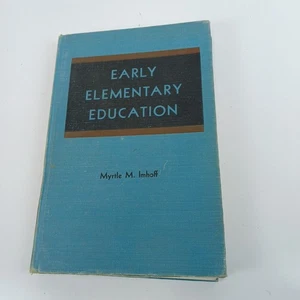 EARLY
ELEMENTARY
EDUCATION
Myrtle M. Imhoff